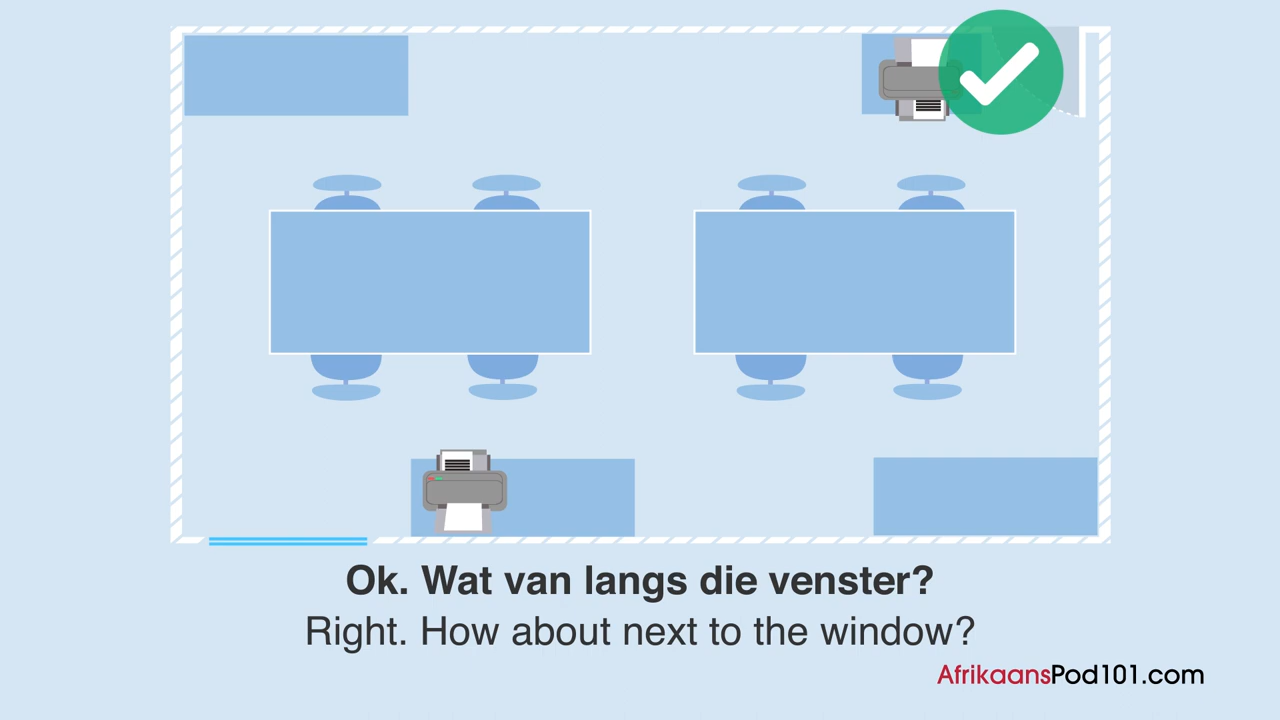 Ok. Wat van langs die venster?
Right. How about next to the window?
AfrikaansPod101.com